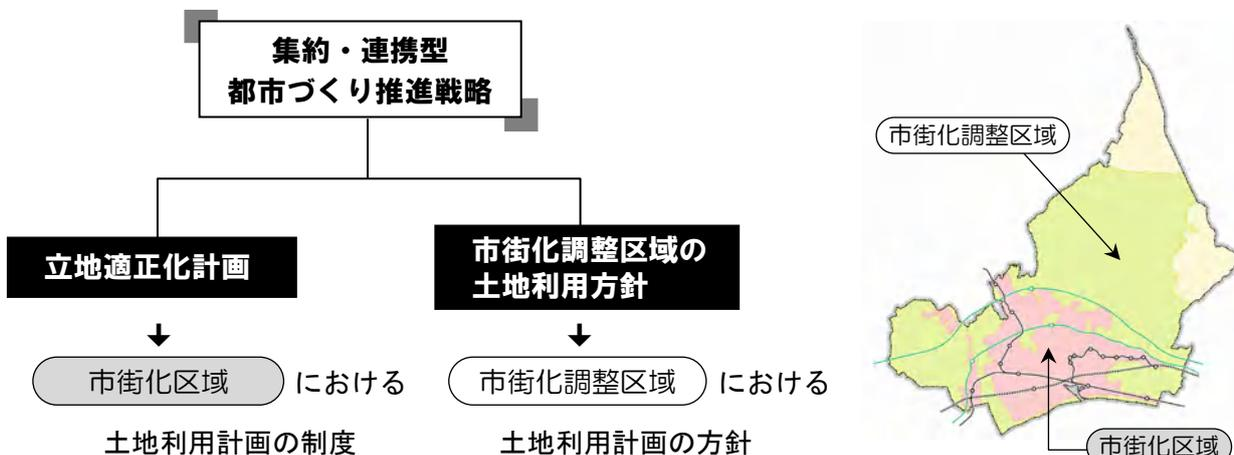 集約・連携型
都市づくり推進戦略
立地適正化計画
市街化区域 における
土地利用計画の制度
市街化調整区域の
土地利用方針
市街化調整区域 における
土地利用計画の方針
市街化調整区域
市街化区域